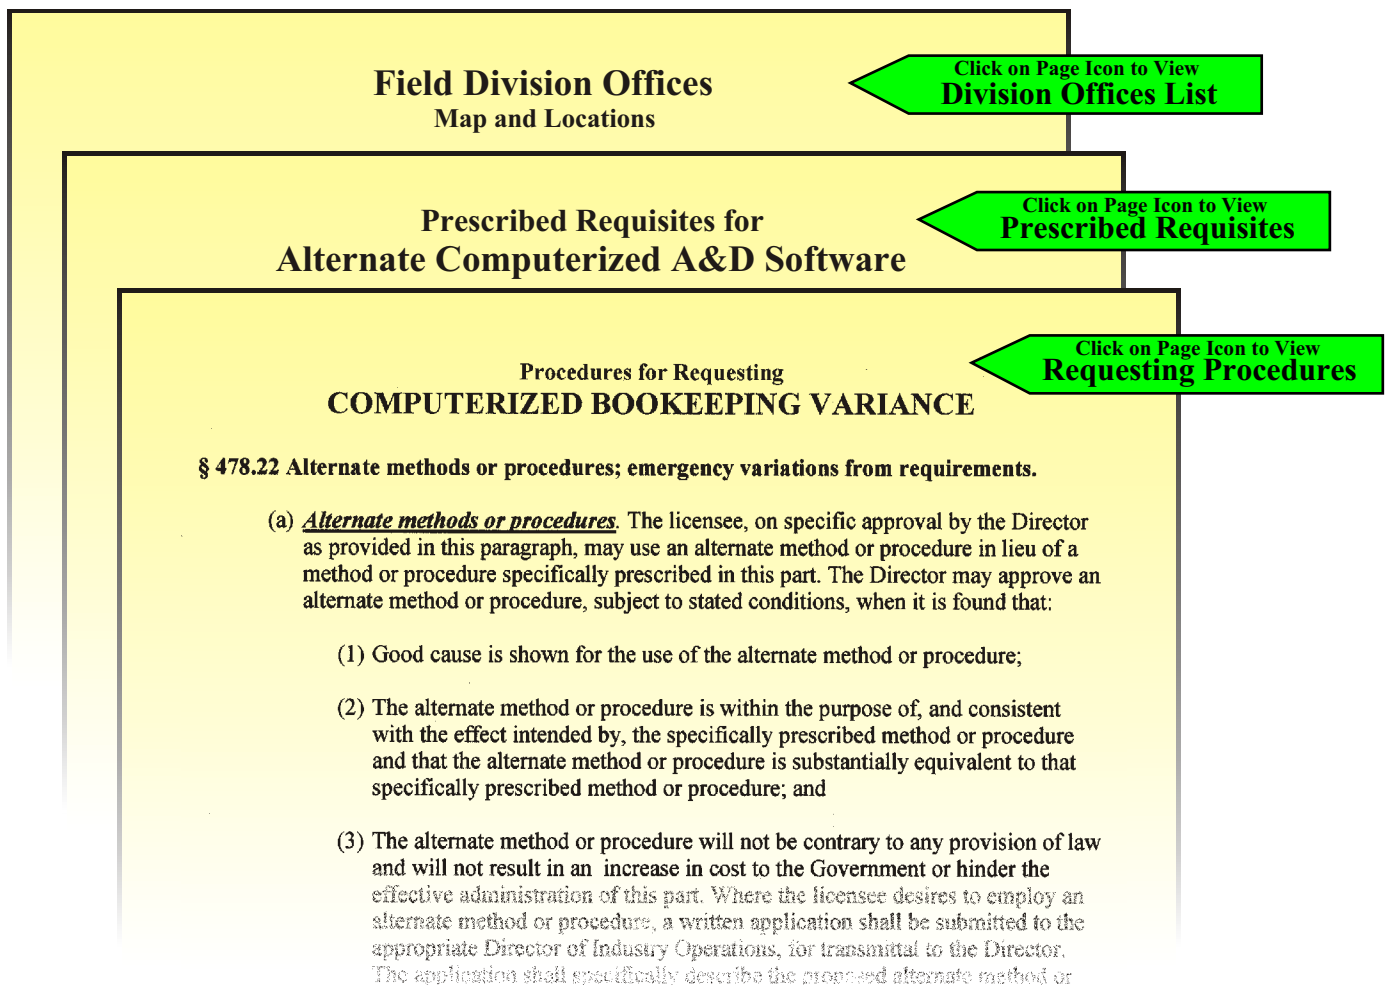 Field Division Offices
Map and Locations
Click on Page Icon to View
Division Offices List
Prescribed Requisites for
Alternate Computerized A&D Software
Click on Page Icon to View
Prescribed Requisites
Procedures for Requesting
COMPUTERIZED BOOKEEPING VARIANCE
Click on Page Icon to View
Requesting Procedures
§ 478.22 Alternate methods or procedures; emergency variations from requirements.
(a) Alternate methods or procedures. The licensee, on specific approval by the Director
as provided in this paragraph, may use an alternate method or procedure in lieu of a
method or procedure specifically prescribed in this part. The Director may approve an
alternate method or procedure, subject to stated conditions, when it is found that:
(1) Good cause is shown for the use of the alternate method or procedure;
(2) The alternate method or procedure is within the purpose of, and consistent
with the effect intended by, the specifically prescribed method or procedure
and that the alternate method or procedure is substantially equivalent to that
specifically prescribed method or procedure; and
(3) The alternate method or procedure will not be contrary to any provision of law
and will not result in an increase in cost to the Government or hinder the
effective administration of this part. Where the licensee desires to employ an
alternate method or procedure, a written application shall be submitted to the
appropriate Director of Industry Operations, for transmittal to the Director.
The application shall specifically describe the proposed alternate method or